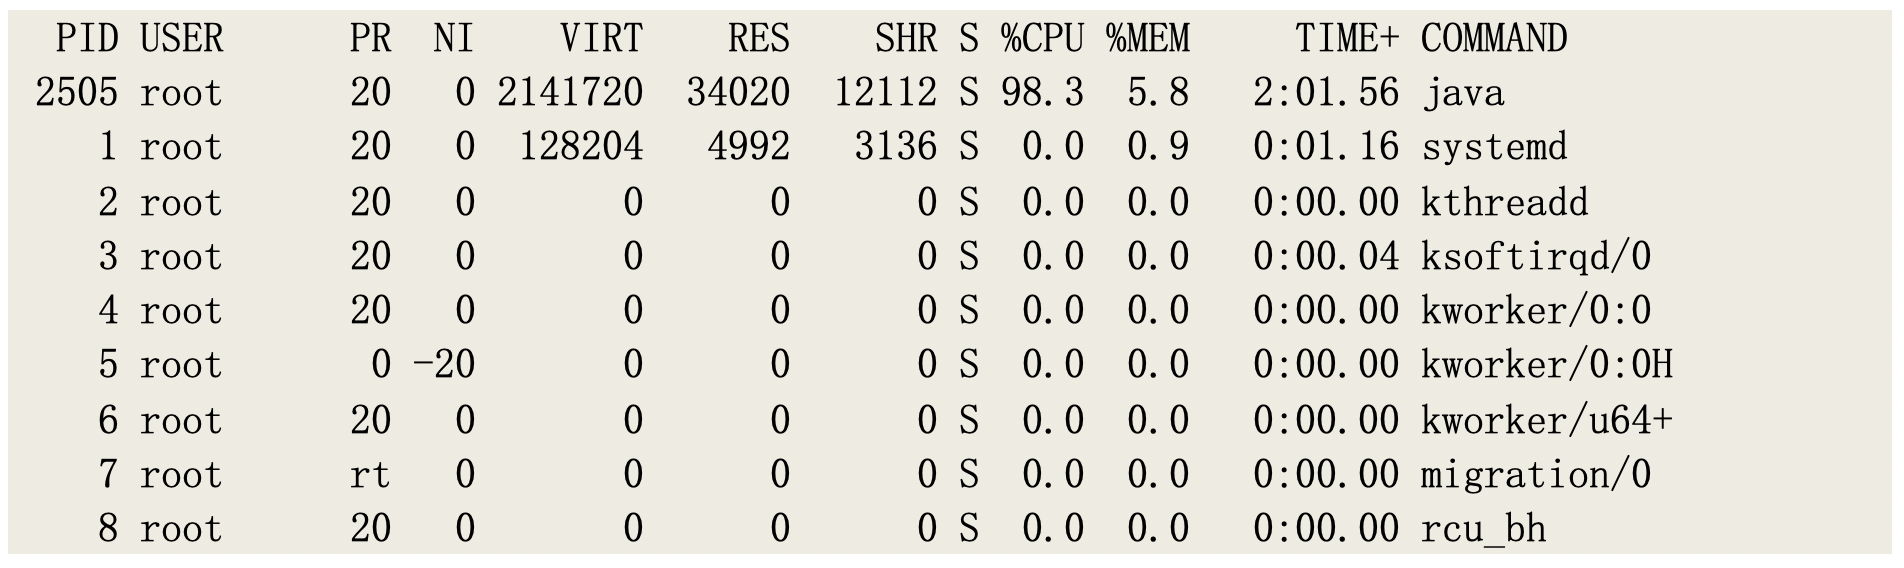 PID USER PR NI VIRT RES SHR S %CPU %MEM TIME+ COMMAND
2505 root 20 0 2141720 34020 12112 S 98.3 5.8 2:01.56 java
1 root 20 0 128204 4992 3136 S 0.0 0.9 0:01.16 systemd
2 root 20 0 0 0 0 S 0.0 0.0 0:00.00 kthreadd
3 root 20 0 0 0 0 S 0.0 0.0 0:00.04 ksoftirqd/0
4 root 20 0 0 0 0 S 0.0 0.0 0:00.00 kworker/0:0
5 root 0 -20 0 0 0 S 0.0 0.0 0:00.00 kworker/0:0H
6 root 20 0 0 0 0 S 0.0 0.0 0:00.00 kworker/u64+
7 root rt 0 0 0 0 S 0.0 0.0 0:00.00 migration/0
8 root 20 0 0 0 0 S 0.0 0.0 0:00.00 rcu_bh